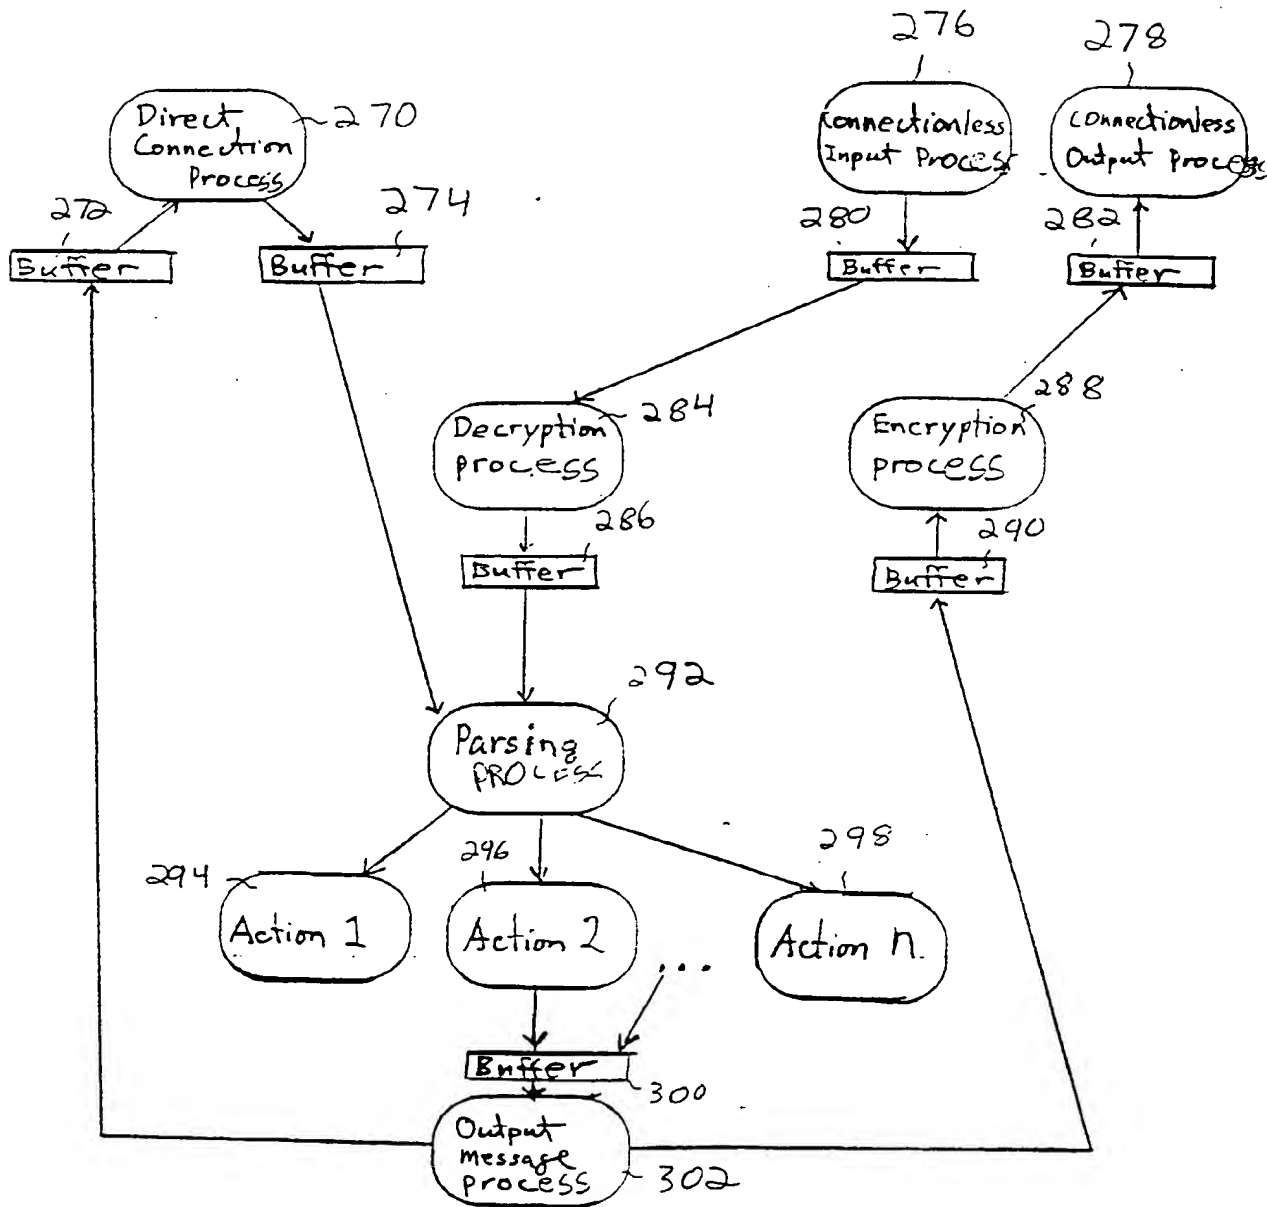 276
278
Direct
Connection
Process
270
Connectionless
Input Process
Connectionless
Output Process
272
274
280
282
Buffer
Buffer
Buffer
Buffer
Decryption
process
284
Encryption
process
288
286
290
Buffer
Buffer
292
Parsing
PROCESS
294
296
298
Action 1
Action 2
...
Action n.
Buffer
300
Output
message
process
302